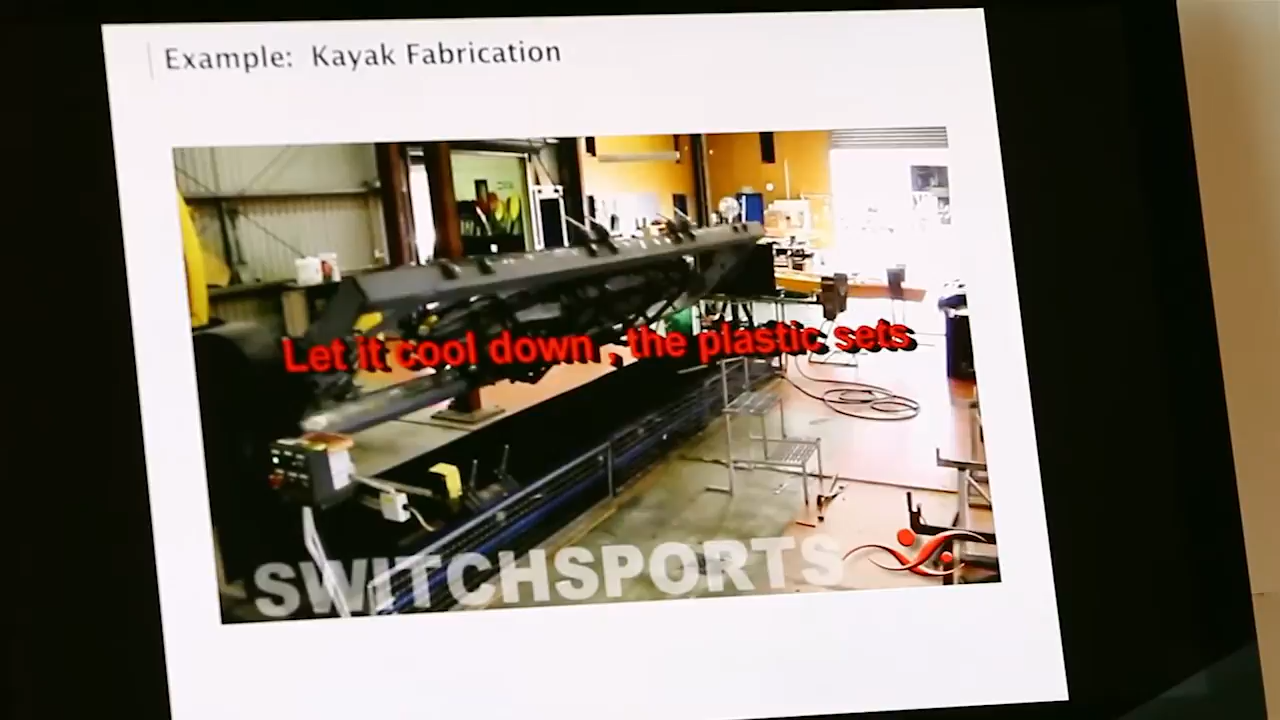 Example: Kayak Fabrication
Let it cool down , the plastic sets
SWITCHSPORTS